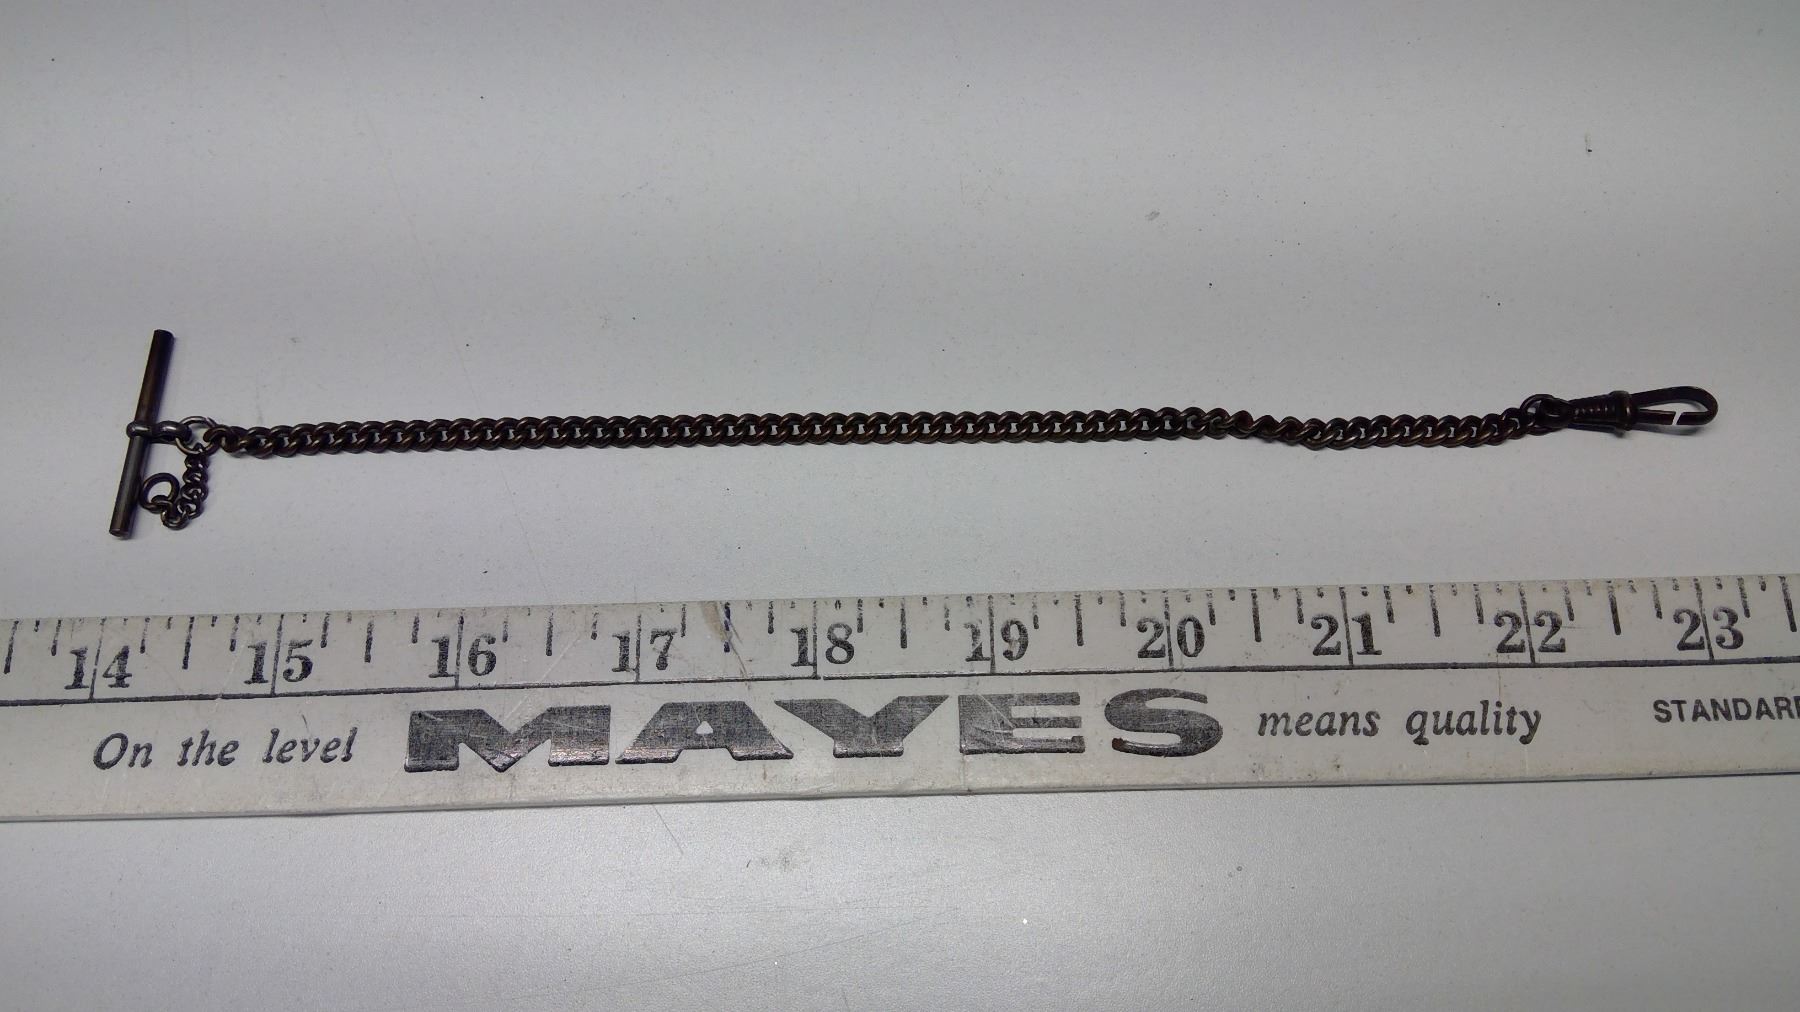 14 15 16 17 18 19 20 21 22 23
On the level MAYES means quality STANDARD